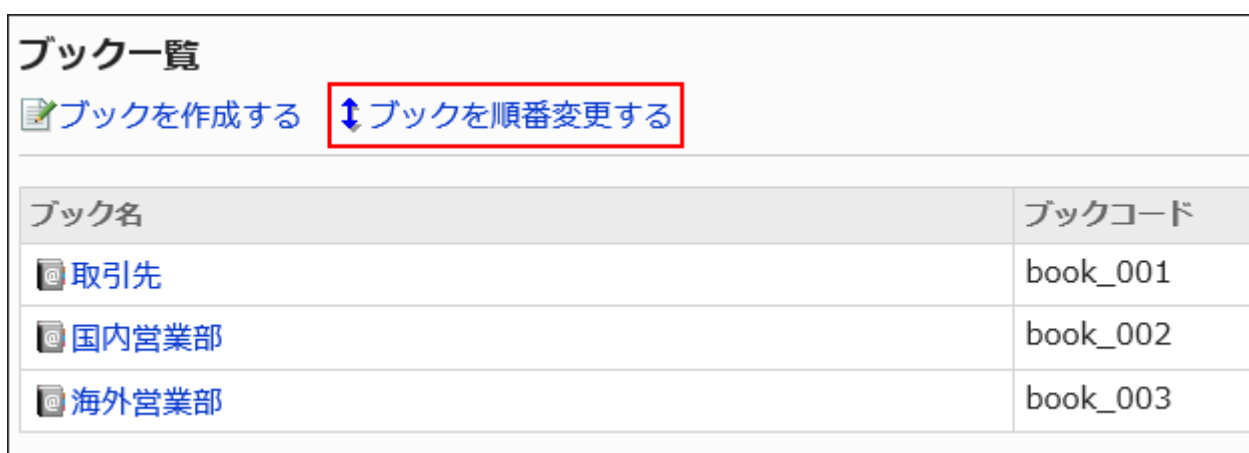 ブック一覧
ブックを作成する ブックを順番変更する
ブック名 ブックコード
取引先 book_001
国内営業部 book_002
海外営業部 book_003